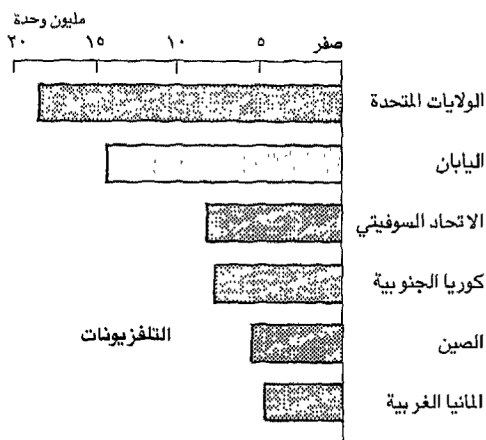 مليون وحدة
صفر ٥ ١٠ ١٥ ٢٠
الولايات المتحدة
اليابان
الاتحاد السوفيتي
كوريا الجنوبية
الصين
التلفزيونات
المانيا الغربية